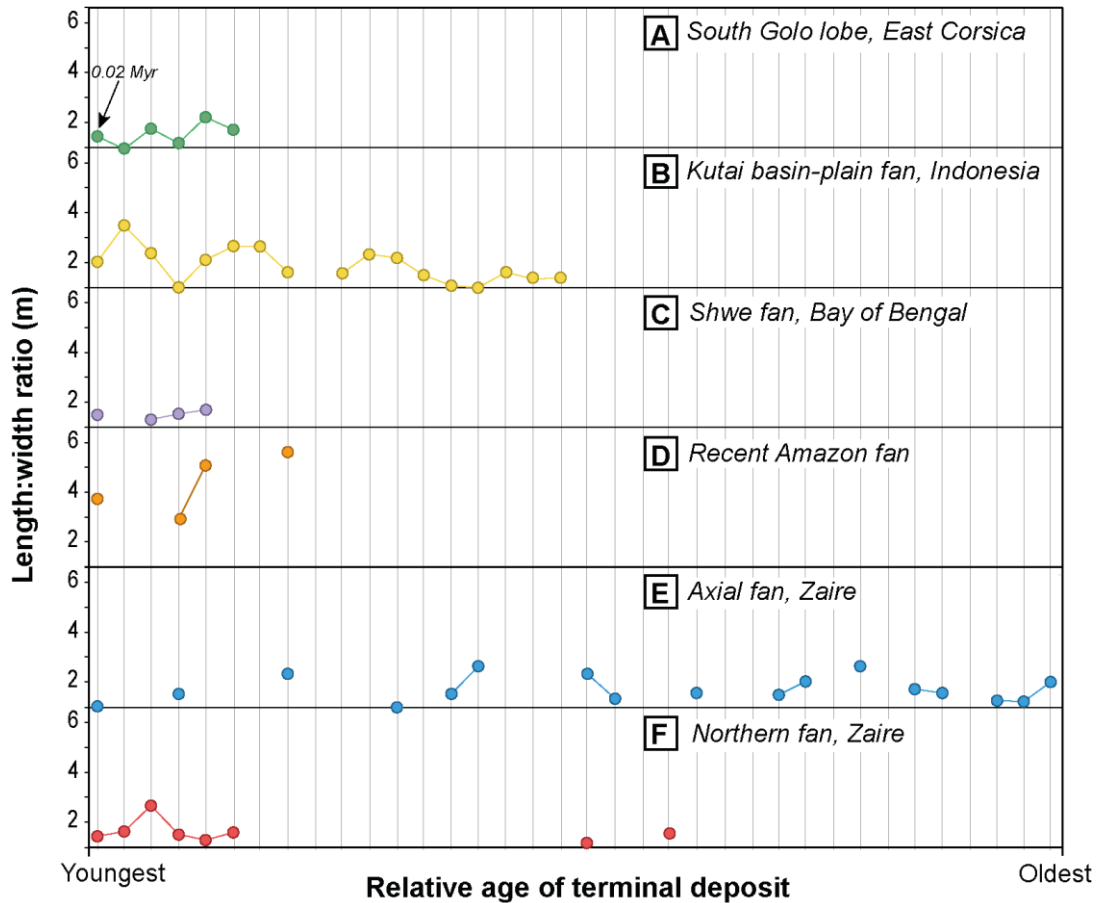 6
4
2
0.02 Myr
A South Golo lobe, East Corsica
6
4
2
B Kutai basin-plain fan, Indonesia
6
4
2
C Shwe fan, Bay of Bengal
6
4
2
D Recent Amazon fan
6
4
2
E Axial fan, Zaire
6
4
2
F Northern fan, Zaire
Length:width ratio (m)
Youngest
Oldest
Relative age of terminal deposit